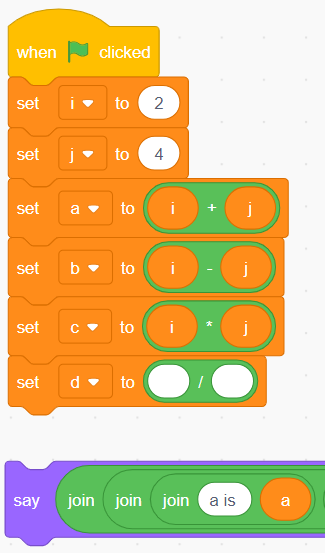 when clicked
set i to 2
set j to 4
set a to i + j
set b to i - j
set c to i * j
set d to /
say join join join a is a